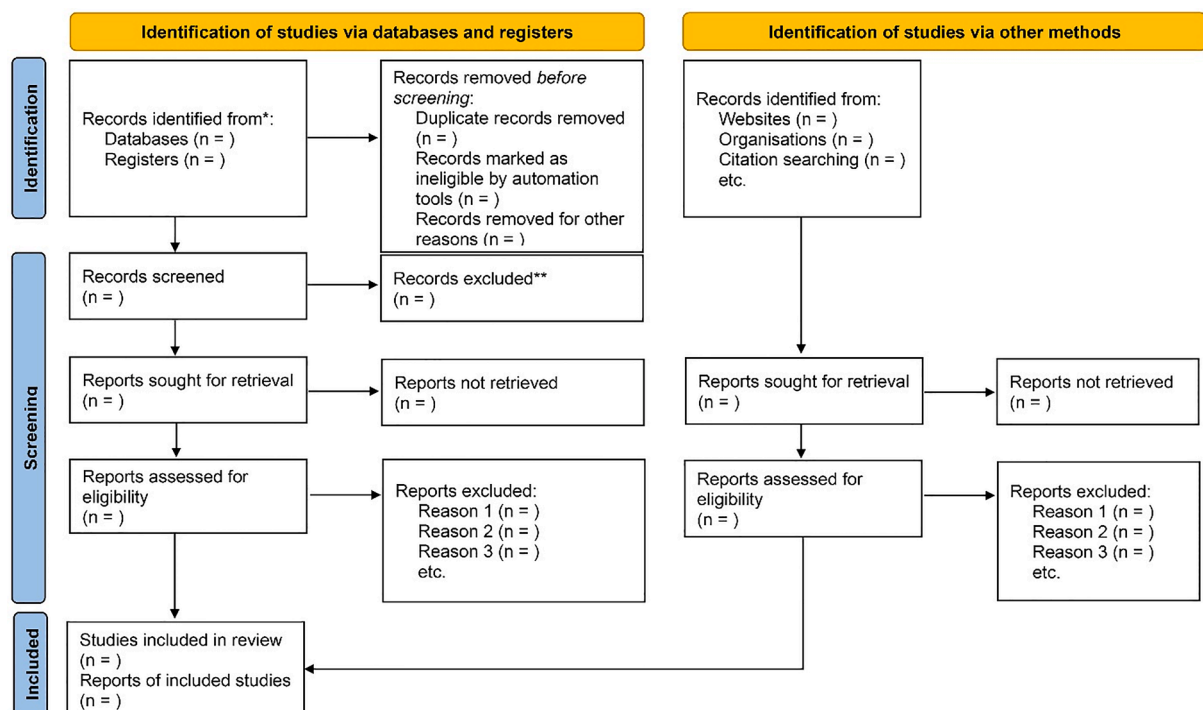 Identification of studies via databases and registers
Identification of studies via other methods
Identification
Records identified from*:
Databases (n = )
Registers (n = )
Records removed before
screening:
Duplicate records removed
(n = )
Records marked as
ineligible by automation
tools (n = )
Records removed for other
reasons (n = )
Records identified from:
Websites (n = )
Organisations (n = )
Citation searching (n = )
etc.
Screening
Records screened
(n = )
Records excluded**
(n = )
Reports sought for retrieval
(n = )
Reports not retrieved
(n = )
Reports sought for retrieval
(n = )
Reports not retrieved
(n = )
Reports assessed for
eligibility
(n = )
Reports excluded:
Reason 1 (n = )
Reason 2 (n = )
Reason 3 (n = )
etc.
Reports assessed for
eligibility
(n = )
Reports excluded:
Reason 1 (n = )
Reason 2 (n = )
Reason 3 (n = )
etc.
Included
Studies included in review
(n = )
Reports of included studies
(n = )